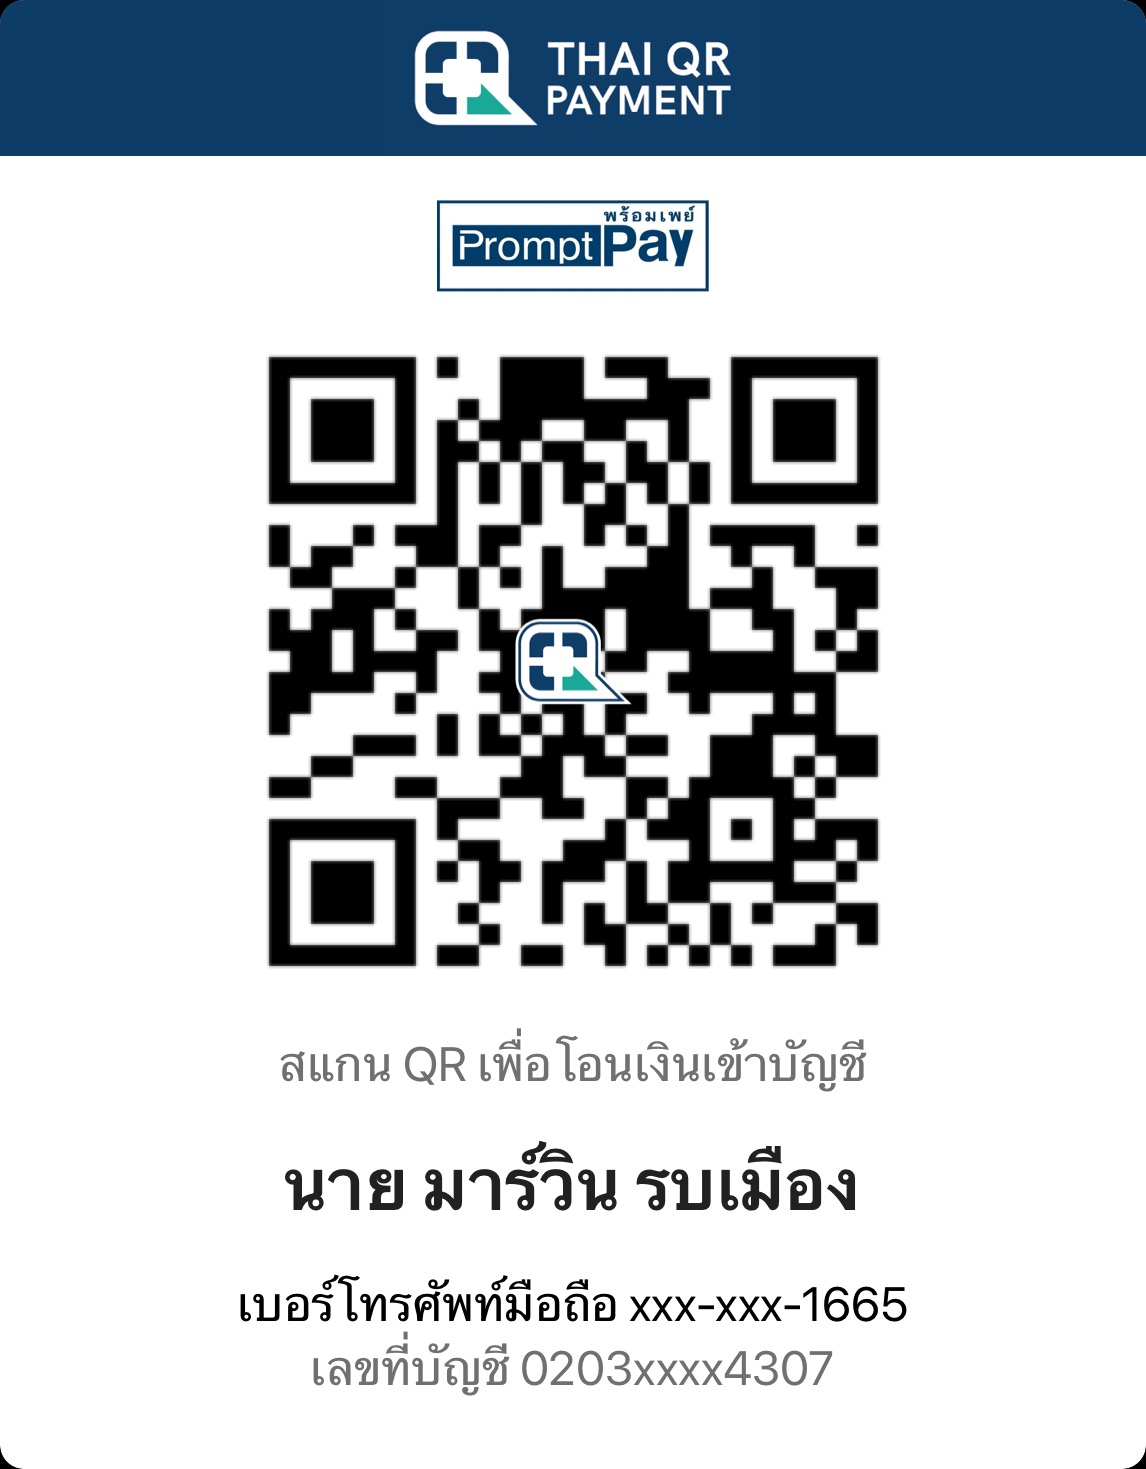 THAI QR
PAYMENT
พร้อมเพย์
PromptPay
สแกน QR เพื่อโอนเงินเข้าบัญชี
นาย มาร์วิน รบเมือง
เบอร์โทรศัพท์มือถือ xxx-xxx-1665
เลขที่บัญชี 0203xxxx4307